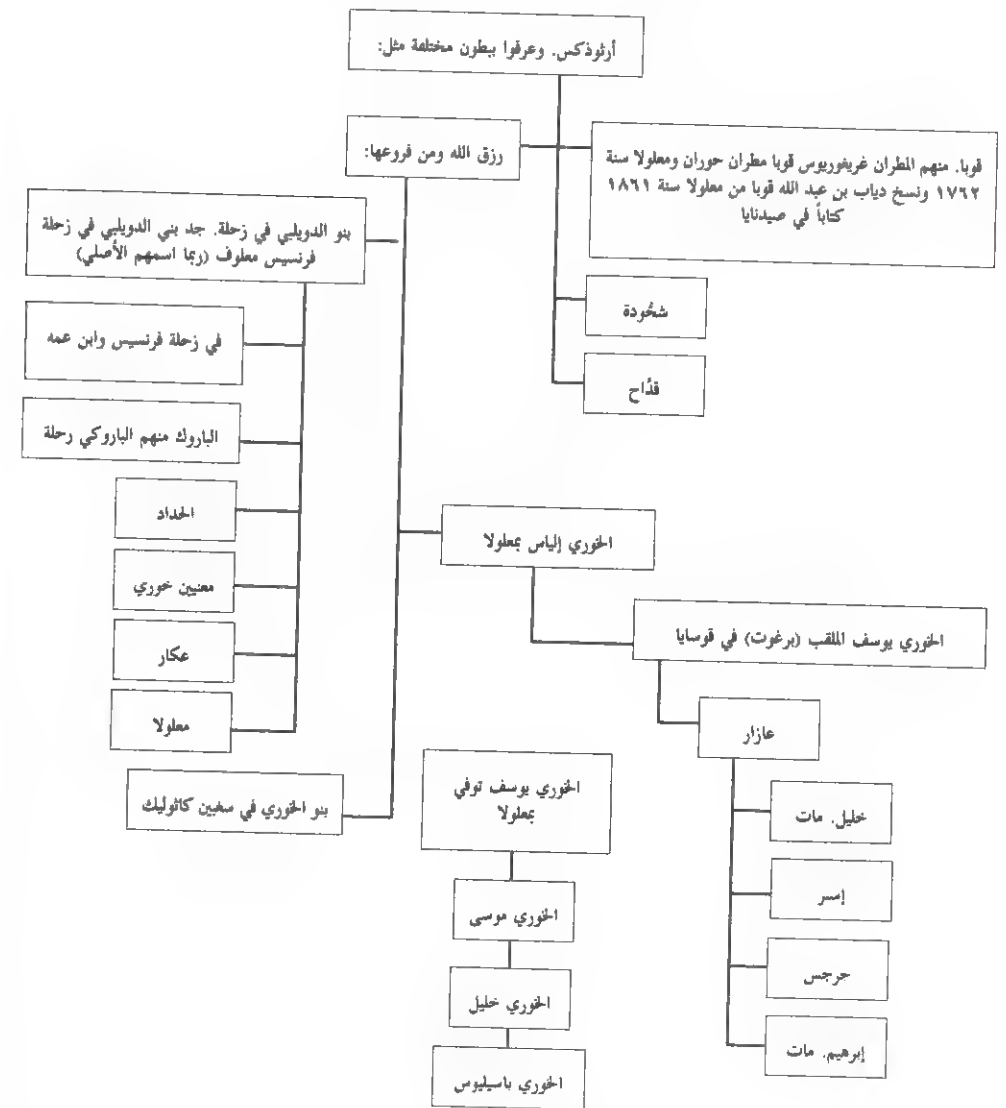 أرثوذكس. وعرفوا ببطون مختلفة مثل:
قوبا. منهم المطران غريغوريوس قوبا مطران حوران ومعلولا سنة
١٧٦٢ ونسخ دياب بن عبد الله قوبا من معلولا سنة ١٨٦١
كتاباً في صيدنايا
رزق الله ومن فروعها:
شحُودة
قدَّاح
بنو الدويليبي في زحلة. جد بني الدويليبي في زحلة
فرنسيس معلوف (ربما اسمهم الأصلي)
في زحلة فرنسيس وابن عمه
الباروك منهم الباروكي رحلة
الحداد
معنيين خوري
عكار
معلولا
الخوري إلياس بمعلولا
الخوري يوسف الملقب (برغوت) في قوسايا
عازار
خليل. مات
إمسر
جرجس
إبرهيم. مات
بنو الخوري في سغبين كاثوليك
الخوري يوسف توفي
بمعلولا
الخوري موسى
الخوري خليل
الخوري باسيليوس